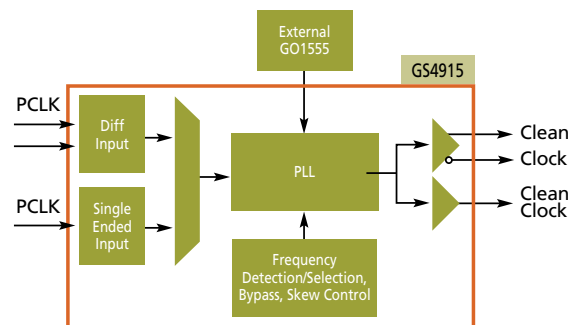 External
GO1555
GS4915
PCLK
Diff
Input
PLL
Clean
Clock
PCLK
Single
Ended
Input
Clean
Clock
Frequency
Detection/Selection,
Bypass, Skew Control